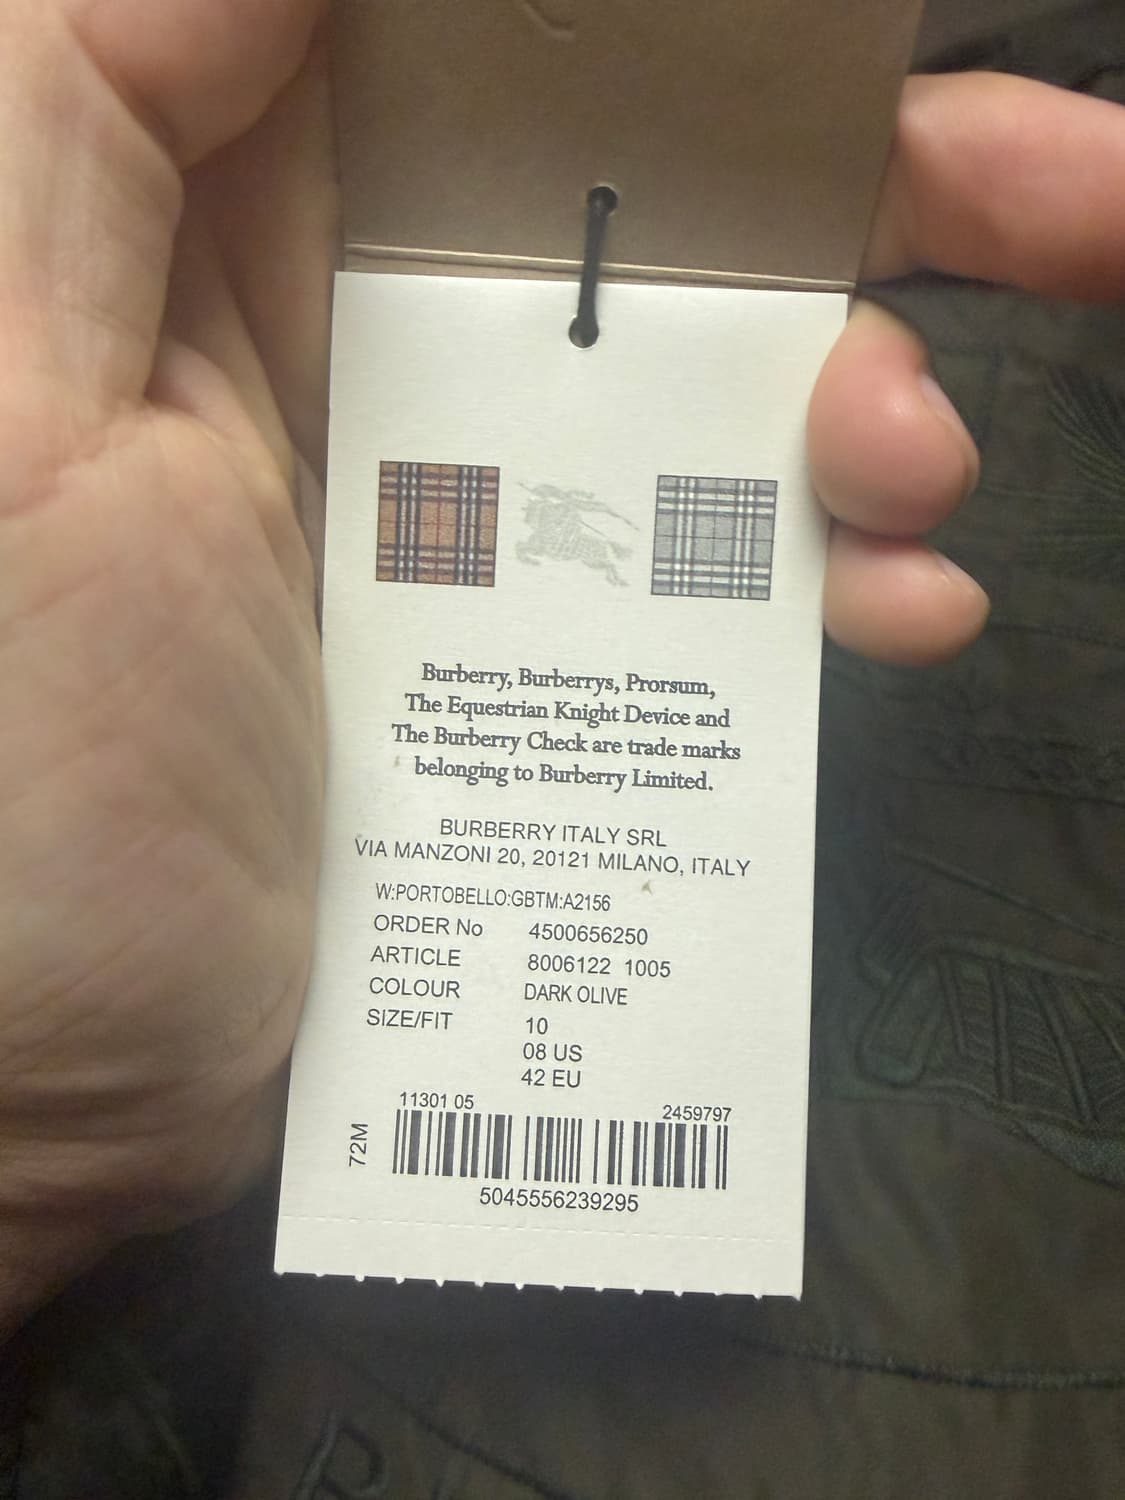 Burberry, Burberrys, Prorsum,
The Equestrian Knight Device and
The Burberry Check are trade marks
belonging to Burberry Limited.
BURBERRY ITALY SRL
VIA MANZONI 20, 20121 MILANO, ITALY
W:PORTOBELLO:GBTM:A2156
ORDER No 4500656250
ARTICLE 8006122 1005
COLOUR DARK OLIVE
SIZE/FIT 10
08 US
42 EU
11301 05 2459797
72M
5045556239295